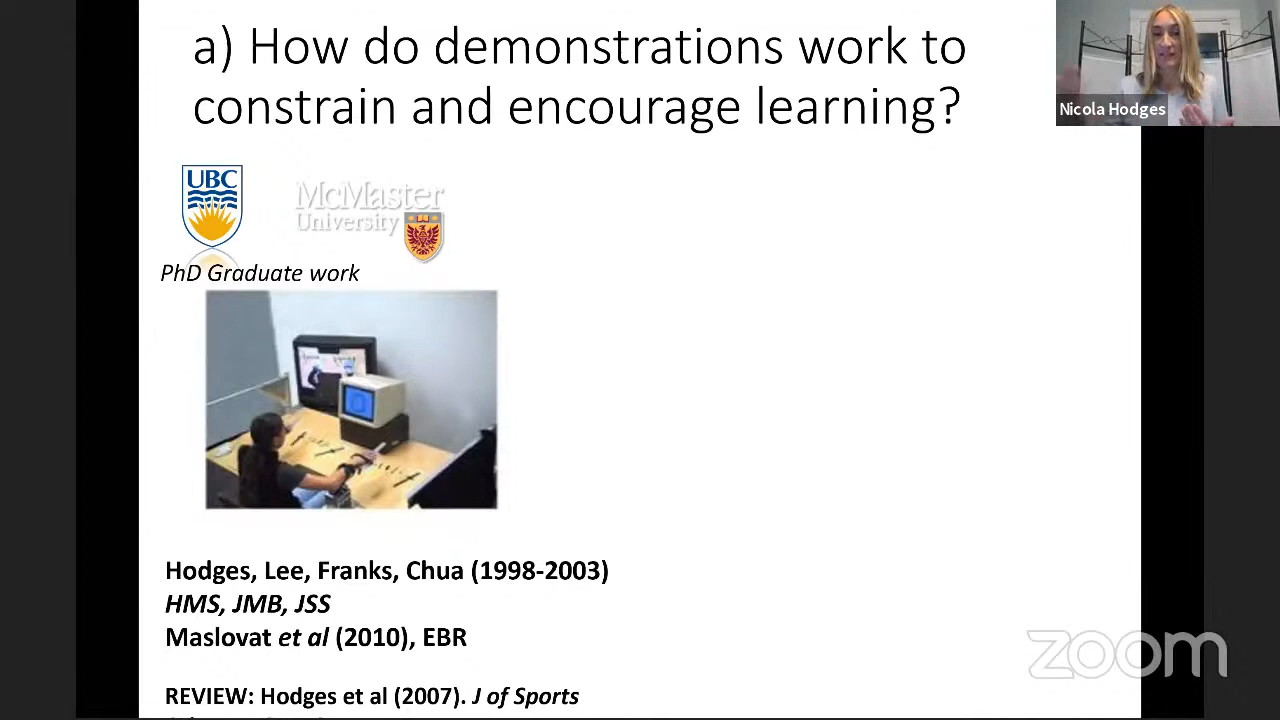 a) How do demonstrations work to
constrain and encourage learning?
Nicola Hodges
UBC
McMaster
University
PhD Graduate work
Hodges, Lee, Franks, Chua (1998-2003)
HMS, JMB, JSS
Maslovat et al (2010), EBR
REVIEW: Hodges et al (2007). J of Sports
zoom